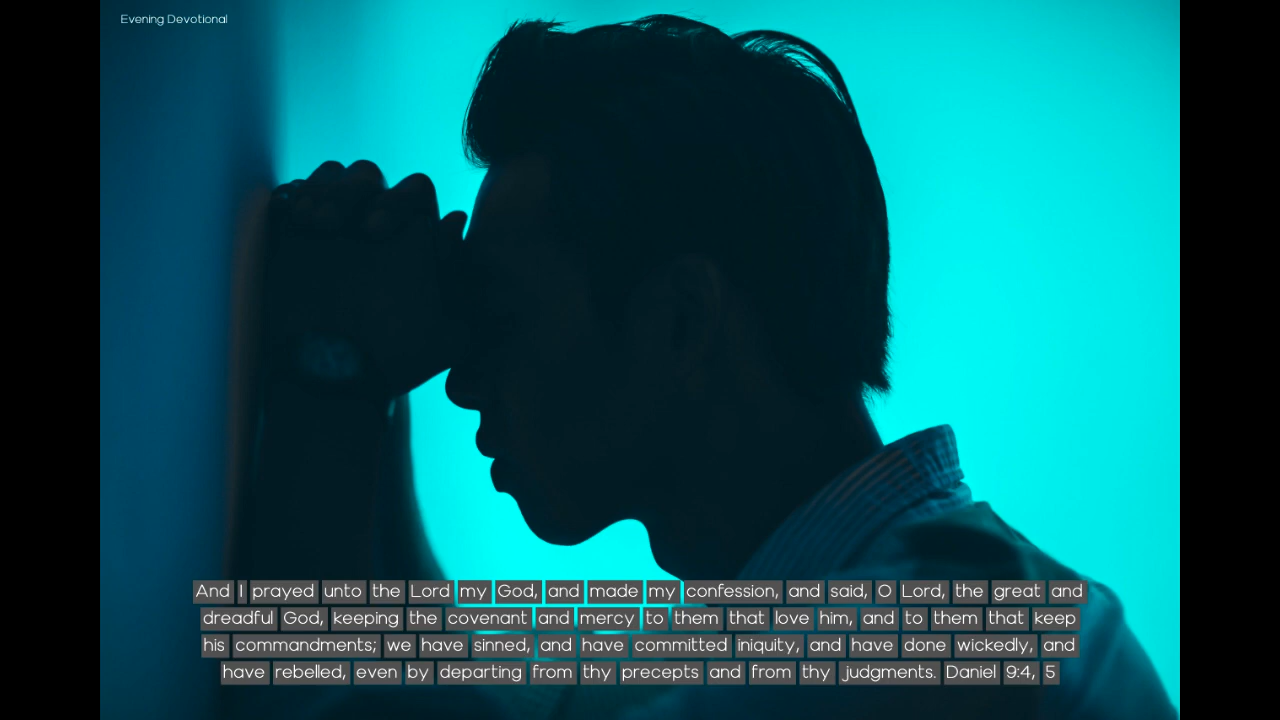 Evening Devotional
And I prayed unto the Lord my God, and made my confession, and said, O Lord, the great and
dreadful God, keeping the covenant and mercy to them that love him, and to them that keep
his commandments; we have sinned, and have committed iniquity, and have done wickedly, and
have rebelled, even by departing from thy precepts and from thy judgments. Daniel 9:4, 5